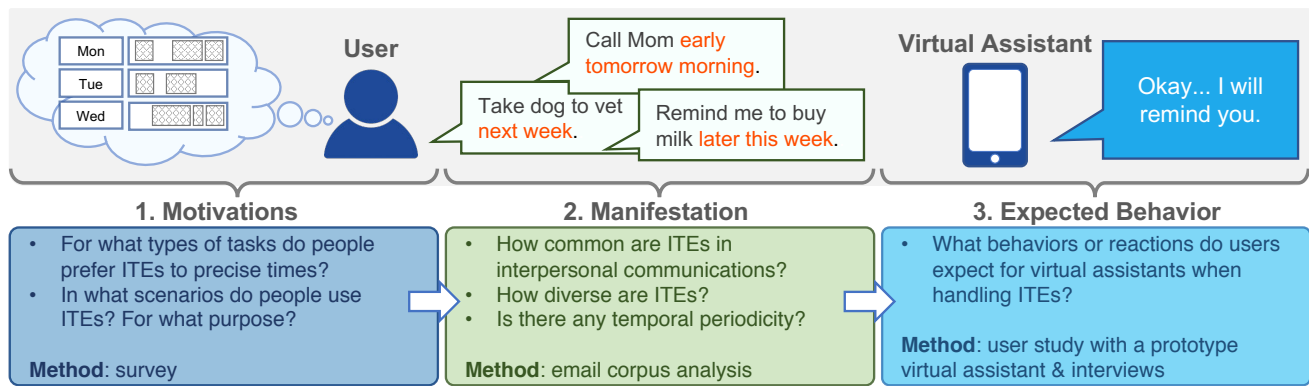 Mon
Tue
Wed
User
Call Mom early
tomorrow morning.
Take dog to vet
next week.
Remind me to buy
milk later this week.
Virtual Assistant
Okay... I will
remind you.
1. Motivations
• For what types of tasks do people
prefer ITEs to precise times?
• In what scenarios do people use
ITEs? For what purpose?
Method: survey
2. Manifestation
• How common are ITEs in
interpersonal communications?
• How diverse are ITEs?
• Is there any temporal periodicity?
Method: email corpus analysis
3. Expected Behavior
• What behaviors or reactions do users
expect for virtual assistants when
handling ITEs?
Method: user study with a prototype
virtual assistant & interviews